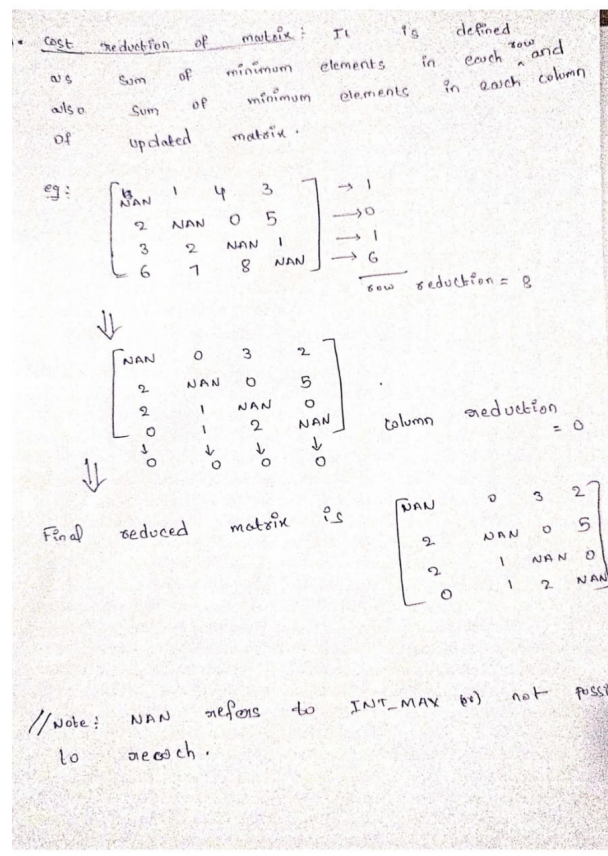 • cost reduction of matrix : It is defined
as sum of minimum elements in each row and
also sum of minimum elements in each column
of updated matrix .
eg :
NAN 1 4 3 → 1
2 NAN 0 5 → 0
3 2 NAN 1 → 1
6 7 8 NAN → 6
row reduction = 8
⇓
NAN 0 3 2
2 NAN 0 5
2 1 NAN 0
0 1 2 NAN
↓ ↓ ↓ ↓
0 0 0 0
column reduction
= 0
⇓
Final reduced matrix is
NAN 0 3 2
2 NAN 0 5
2 1 NAN 0
0 1 2 NAN
//Note : NAN refers to INT_MAX (or) not possi
to reach .